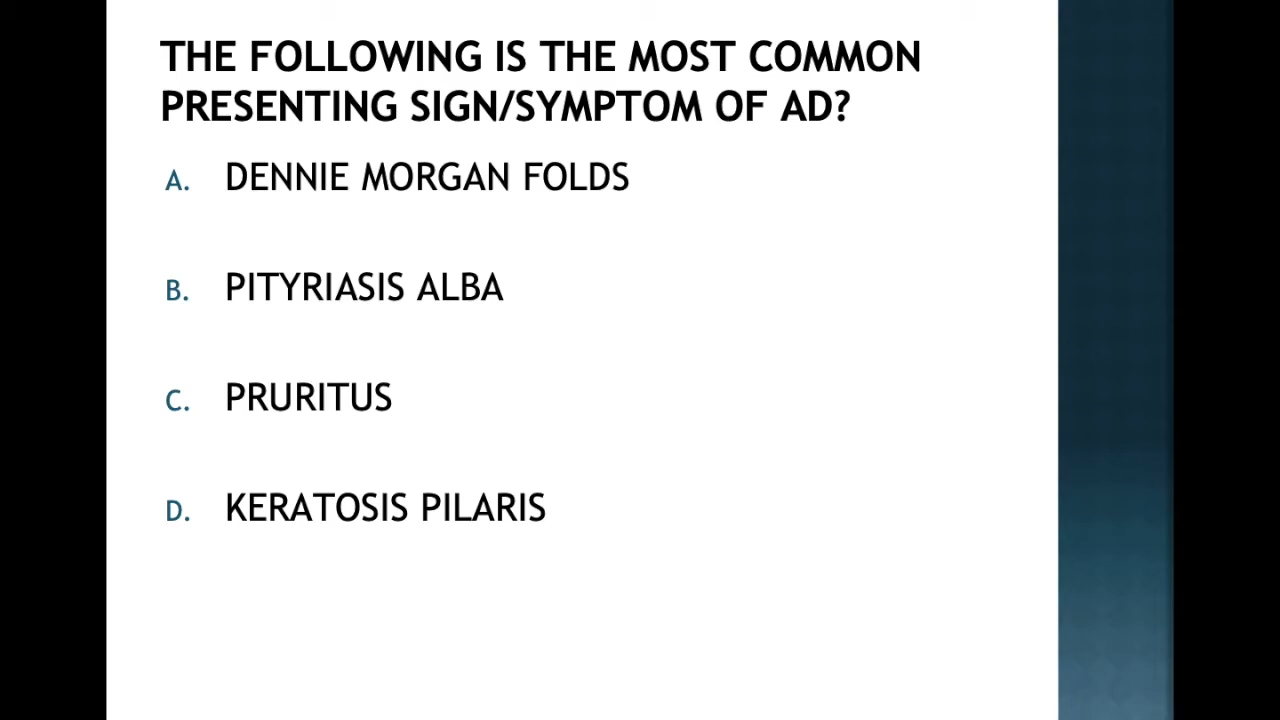 THE FOLLOWING IS THE MOST COMMON
PRESENTING SIGN/SYMPTOM OF AD?
A. DENNIE MORGAN FOLDS
B. PITYRIASIS ALBA
C. PRURITUS
D. KERATOSIS PILARIS